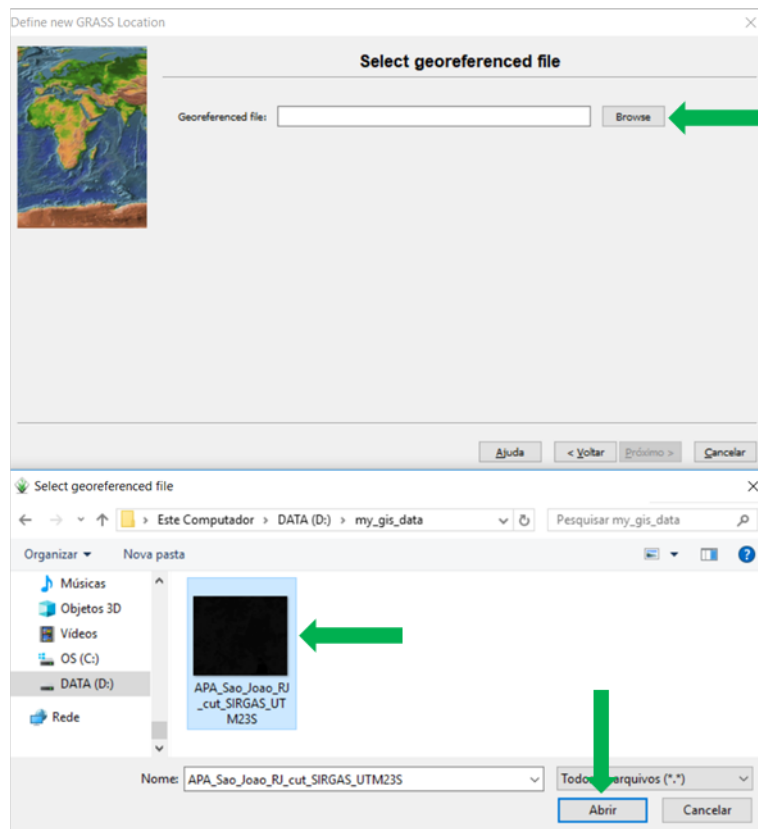 Define new GRASS Location
Select georeferenced file
Georeferenced file:
Browse
Ajuda
< Voltar
Próximo >
Cancelar
Select georeferenced file
Este Computador > DATA (D:) > my_gis_data
Pesquisar my_gis_data
Organizar
Nova pasta
Músicas
Objetos 3D
Vídeos
OS (C:)
DATA (D:)
Rede
APA_Sao_Joao_RJ
_cut_SIRGAS_UT
M23S
Nome: APA_Sao_Joao_RJ_cut_SIRGAS_UTM23S
arquivos (*.*)
Abrir
Cancelar